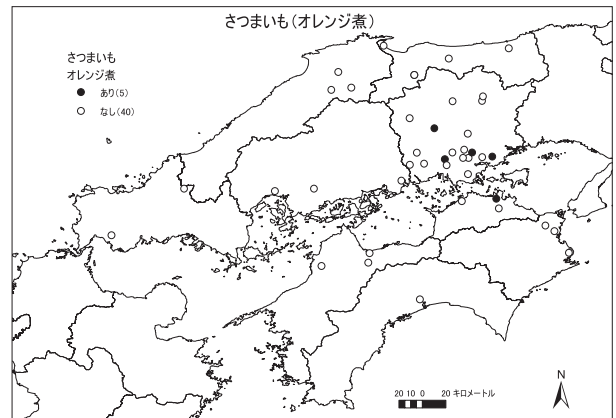 さつまいも(オレンジ煮)
さつまいも
オレンジ煮
● あり(5)
○ なし(40)
20 10 0 20 キロメートル
N